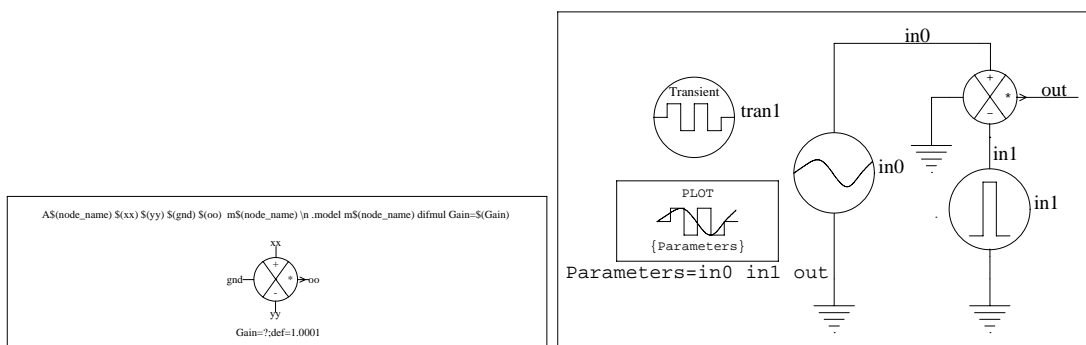 A$(node_name) $(xx) $(yy) $(gnd) $(oo) m$(node_name) \n .model m$(node_name) difmul Gain=$(Gain)
xx
+
gnd
*
oo
-
yy
Gain=?;def=1.0001
in0
Transient
tran1
+
*
out
−
in0
in1
in1
PLOT
{Parameters}
Parameters=in0 in1 out